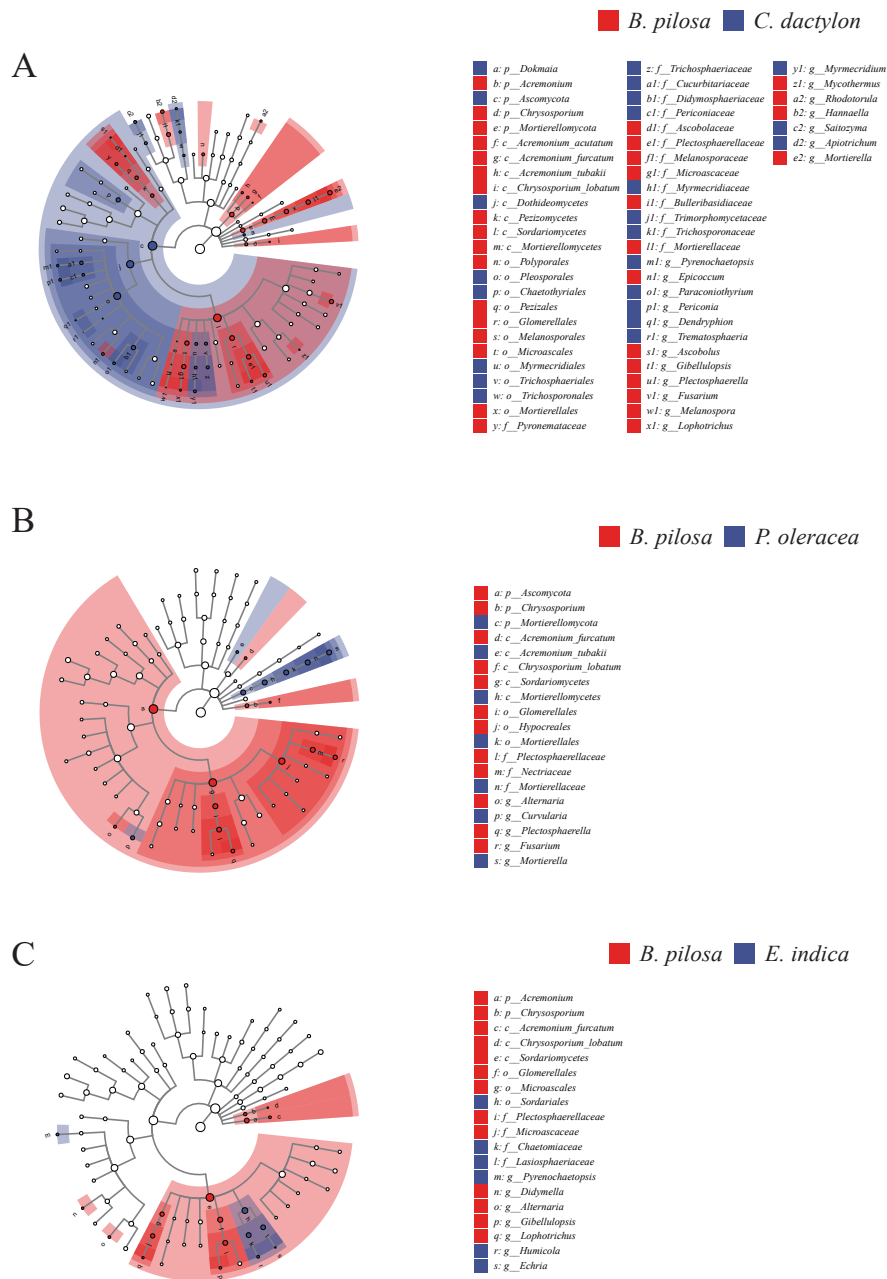 B. pilosa C. dactylon
A
a: p__Dokmaia
b: p__Acremonium
c: p__Ascomycota
d: p__Chrysosporium
e: p__Mortierellomycota
f: c__Acremonium_acutatum
g: c__Acremonium_furcatum
h: c__Acremonium_tubakii
i: c__Chrysosporium_lobatum
j: c__Dothideomycetes
k: c__Pezizomycetes
l: c__Sordariomycetes
m: c__Mortierellomycetes
n: o__Polyporales
o: o__Pleosporales
p: o__Chaetothyriales
q: o__Pezizales
r: o__Glomerellales
s: o__Melanosporales
t: o__Microascales
u: o__Myrmecridiales
v: o__Trichosphaeriales
w: o__Trichosporonales
x: o__Mortierellales
y: f__Pyronemataceae
z: f__Trichosphaeriaceae
a1: f__Cucurbitariaceae
b1: f__Didymosphaeriaceae
c1: f__Periconiaceae
d1: f__Ascobolaceae
e1: f__Plectosphaerellaceae
f1: f__Melanosporaceae
g1: f__Microascaceae
h1: f__Myrmecridiaceae
i1: f__Bulleribasidiaceae
j1: f__Trimorphomycetaceae
k1: f__Trichosporonaceae
l1: f__Mortierellaceae
m1: g__Pyrenochaetopsis
n1: g__Epicoccum
o1: g__Paraconiothyrium
p1: g__Periconia
q1: g__Dendryphion
r1: g__Trematosphaeria
s1: g__Ascobolus
t1: g__Gibellulopsis
u1: g__Plectosphaerella
v1: g__Fusarium
w1: g__Melanospora
x1: g__Lophotrichus
y1: g__Myrmecridium
z1: g__Mycothermus
a2: g__Rhodotorula
b2: g__Hannaella
c2: g__Saitozyma
d2: g__Apiotrichum
e2: g__Mortierella
B
B. pilosa P. oleracea
a: p__Ascomycota
b: p__Chrysosporium
c: p__Mortierellomycota
d: c__Acremonium_furcatum
e: c__Acremonium_tubakii
f: c__Chrysosporium_lobatum
g: c__Sordariomycetes
h: c__Mortierellomycetes
i: o__Glomerellales
j: o__Hypocreales
k: o__Mortierellales
l: f__Plectosphaerellaceae
m: f__Nectriaceae
n: f__Mortierellaceae
o: g__Alternaria
p: g__Curvularia
q: g__Plectosphaerella
r: g__Fusarium
s: g__Mortierella
C
B. pilosa E. indica
a: p__Acremonium
b: p__Chrysosporium
c: c__Acremonium_furcatum
d: c__Chrysosporium_lobatum
e: c__Sordariomycetes
f: o__Glomerellales
g: o__Microascales
h: o__Sordariales
i: f__Plectosphaerellaceae
j: f__Microascaceae
k: f__Chaetomiaceae
l: f__Lasiosphaeriaceae
m: g__Pyrenochaetopsis
n: g__Didymella
o: g__Alternaria
p: g__Gibellulopsis
q: g__Lophotrichus
r: g__Humicola
s: g__Echria